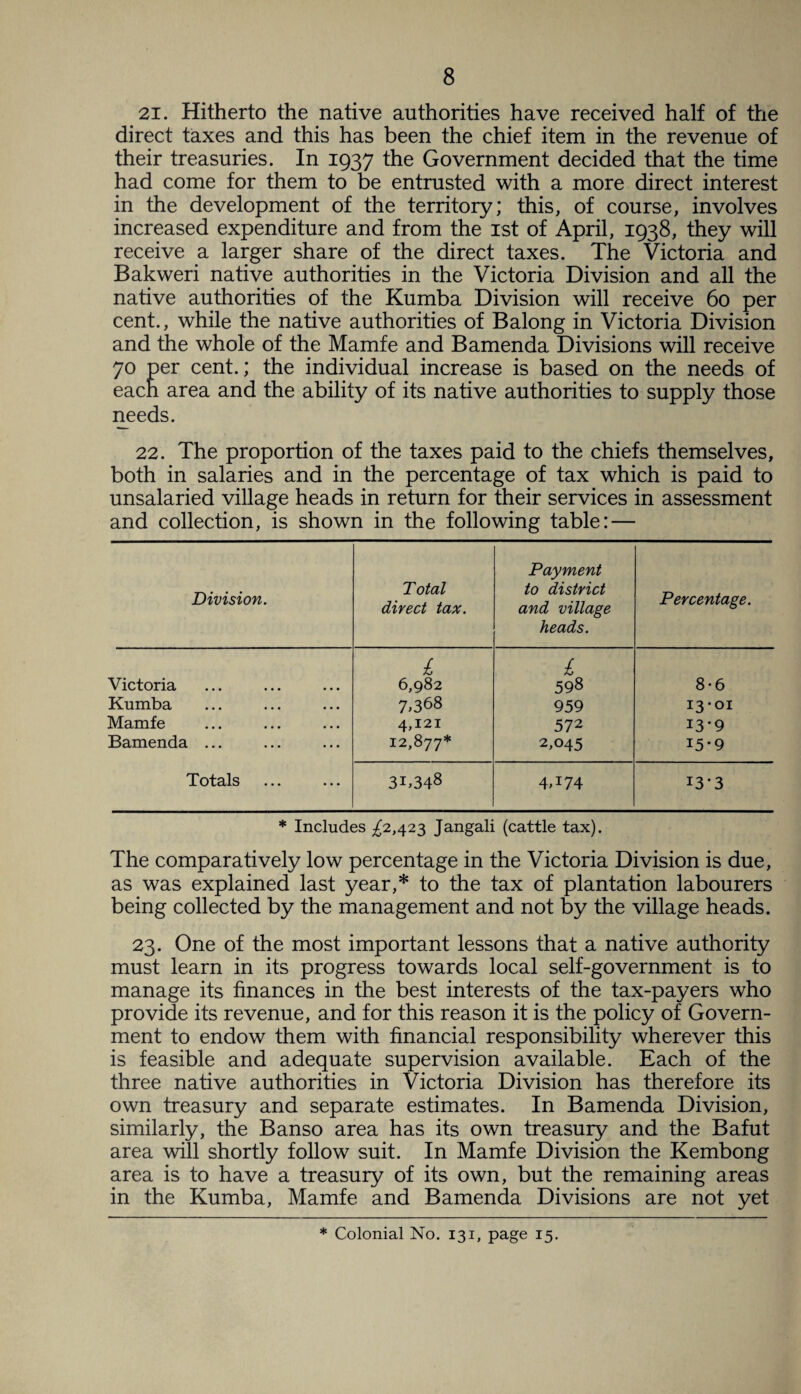 8
21. Hitherto the native authorities have received half of the
direct taxes and this has been the chief item in the revenue of
their treasuries. In 1937 the Government decided that the time
had come for them to be entrusted with a more direct interest
in the development of the territory; this, of course, involves
increased expenditure and from the 1st of April, 1938, they will
receive a larger share of the direct taxes. The Victoria and
Bakweri native authorities in the Victoria Division and all the
native authorities of the Kumba Division will receive 60 per
cent., while the native authorities of Balong in Victoria Division
and the whole of the Mamfe and Bamenda Divisions will receive
70 per cent.; the individual increase is based on the needs of
each area and the ability of its native authorities to supply those
needs.
22. The proportion of the taxes paid to the chiefs themselves,
both in salaries and in the percentage of tax which is paid to
unsalaried village heads in return for their services in assessment
and collection, is shown in the following table:—
Division. Total direct tax. Payment to district and village heads. Percentage.
£ £
Victoria ... ... ... 6,982 598 8·6
Kumba ... ... ... 7,368 959 13·01
Mamfe ... ... ... 4,121 572 13·9
Bamenda ... ... ... 12,877* 2,045 15·9
Totals ... ... 31,348 4,174 13·3
* Includes £2,423 Jangali (cattle tax).
The comparatively low percentage in the Victoria Division is due,
as was explained last year,* to the tax of plantation labourers
being collected by the management and not by the village heads.
23. One of the most important lessons that a native authority
must learn in its progress towards local self-government is to
manage its finances in the best interests of the tax-payers who
provide its revenue, and for this reason it is the policy of Govern-
ment to endow them with financial responsibility wherever this
is feasible and adequate supervision available. Each of the
three native authorities in Victoria Division has therefore its
own treasury and separate estimates. In Bamenda Division,
similarly, the Banso area has its own treasury and the Bafut
area will shortly follow suit. In Mamfe Division the Kembong
area is to have a treasury of its own, but the remaining areas
in the Kumba, Mamfe and Bamenda Divisions are not yet
* Colonial No. 131, page 15.